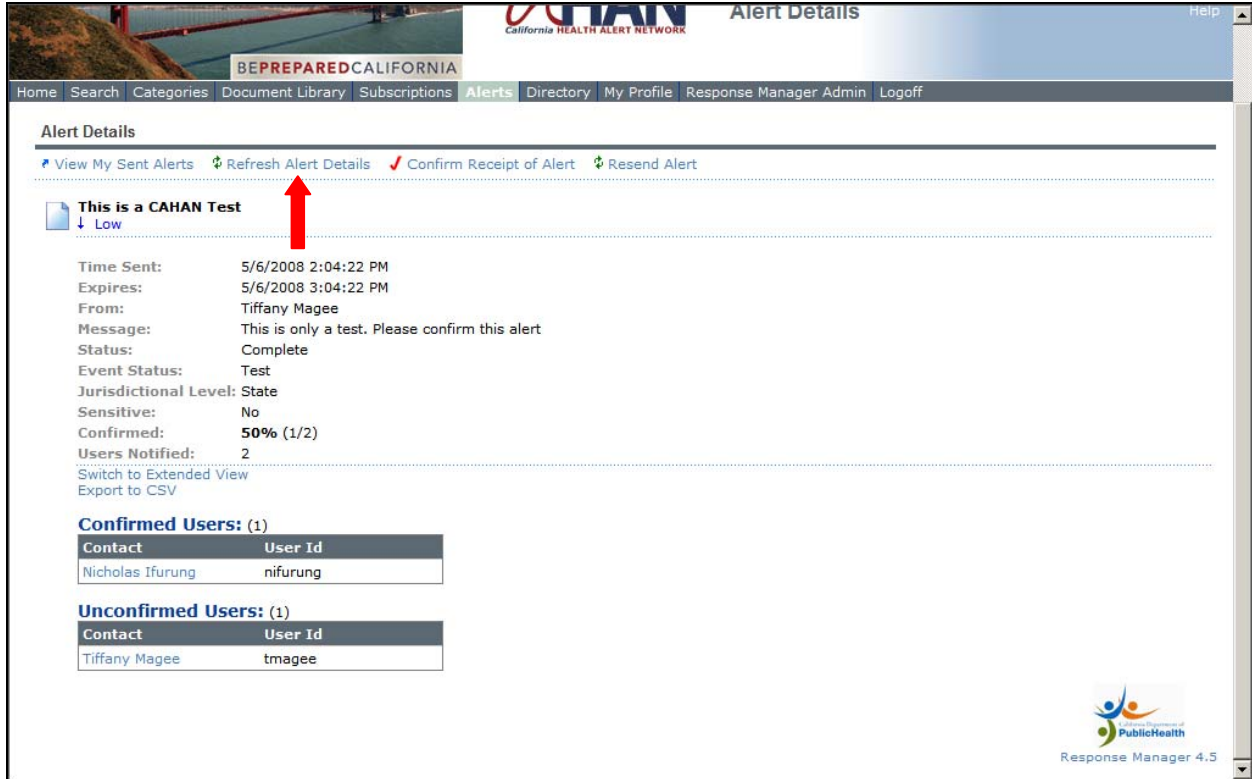 CAHAN
California HEALTH ALERT NETWORK
Alert Details
Help
BEPREPAREDCALIFORNIA
Home Search Categories Document Library Subscriptions Alerts Directory My Profile Response Manager Admin Logoff
Alert Details
View My Sent Alerts Refresh Alert Details Confirm Receipt of Alert Resend Alert
This is a CAHAN Test
↓ Low
Time Sent: 5/6/2008 2:04:22 PM
Expires: 5/6/2008 3:04:22 PM
From: Tiffany Magee
Message: This is only a test. Please confirm this alert
Status: Complete
Event Status: Test
Jurisdictional Level: State
Sensitive: No
Confirmed: 50% (1/2)
Users Notified: 2
Switch to Extended View
Export to CSV
Confirmed Users: (1)
Contact User Id
Nicholas Ifurung nifurung
Unconfirmed Users: (1)
Contact User Id
Tiffany Magee tmagee
California Department of
PublicHealth
Response Manager 4.5